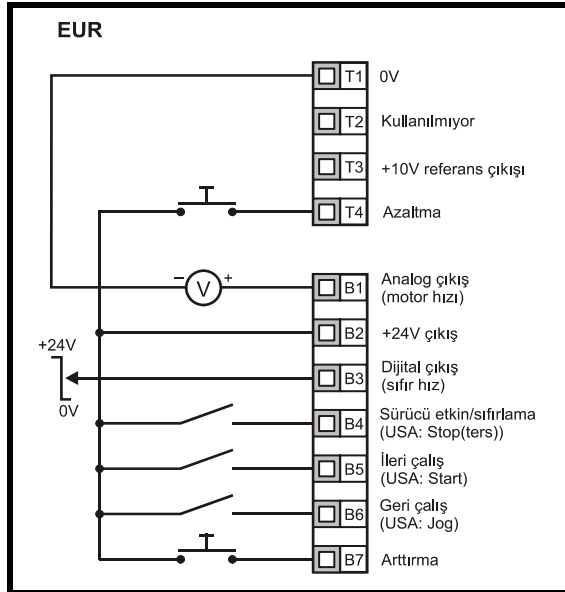 EUR
T1 0V
T2 Kullanılmıyor
T3 +10V referans çıkışı
T4 Azaltma
− V +
B1 Analog çıkış
(motor hızı)
B2 +24V çıkış
+24V
B3 Dijital çıkış
(sıfır hız)
0V
B4 Sürücü etkin/sıfırlama
(USA: Stop(ters))
B5 İleri çalış
(USA: Start)
B6 Geri çalış
(USA: Jog)
B7 Arttırma